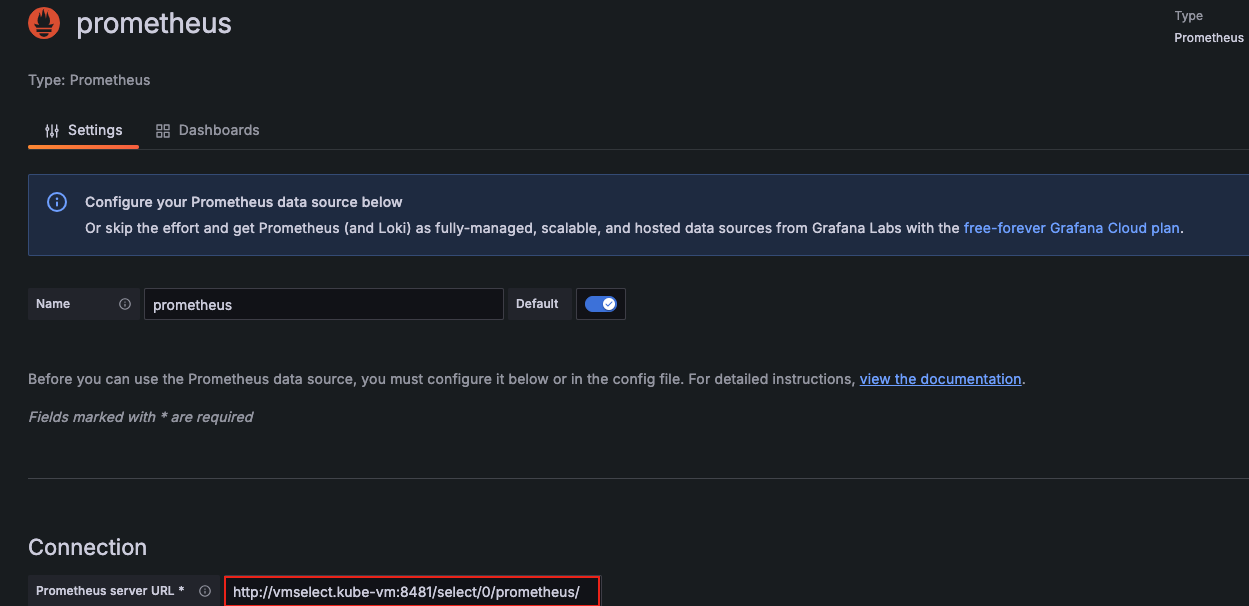 prometheus
Type
Prometheus
Type: Prometheus
Settings
Dashboards
Configure your Prometheus data source below
Or skip the effort and get Prometheus (and Loki) as fully-managed, scalable, and hosted data sources from Grafana Labs with the free-forever Grafana Cloud plan.
Name
prometheus
Default
Before you can use the Prometheus data source, you must configure it below or in the config file. For detailed instructions, view the documentation.
Fields marked with * are required
Connection
Prometheus server URL *
http://vmselect.kube-vm:8481/select/0/prometheus/